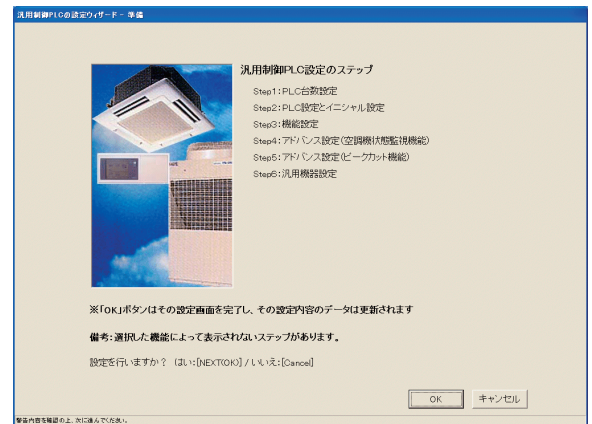 汎用制御PLCの設定ウィザード - 準備
汎用制御PLC設定のステップ
Step1:PLC台数設定
Step2:PLC設定とイニシャル設定
Step3:機能設定
Step4:アドバンス設定(空調機状態監視機能)
Step5:アドバンス設定(ピークカット機能)
Step6:汎用機器設定
※「OK」ボタンはその設定画面を完了し、その設定内容のデータは更新されます
備考:選択した機能によって表示されないステップがあります。
設定を行いますか? (はい:[NEXT(OK)] / いいえ:[Cancel]
OK
キャンセル
警告内容を確認の上、次に進んでください。